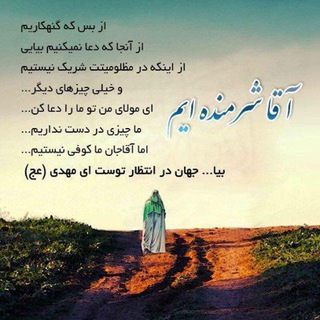 از بس که گنهکاریم
از آنجا که دعا نمیکنیم بیایی
از اینکه در مظلومیتت شریک نیستیم
و خیلی چیزهای دیگر...
آقا شرمنده ایم
ای مولای من تو ما را دعا کن...
ما چیزی در دست نداریم...
اما آقاجان ما کوفی نیستیم...
بیا... جهان در انتظار توست ای مهدی (عج)